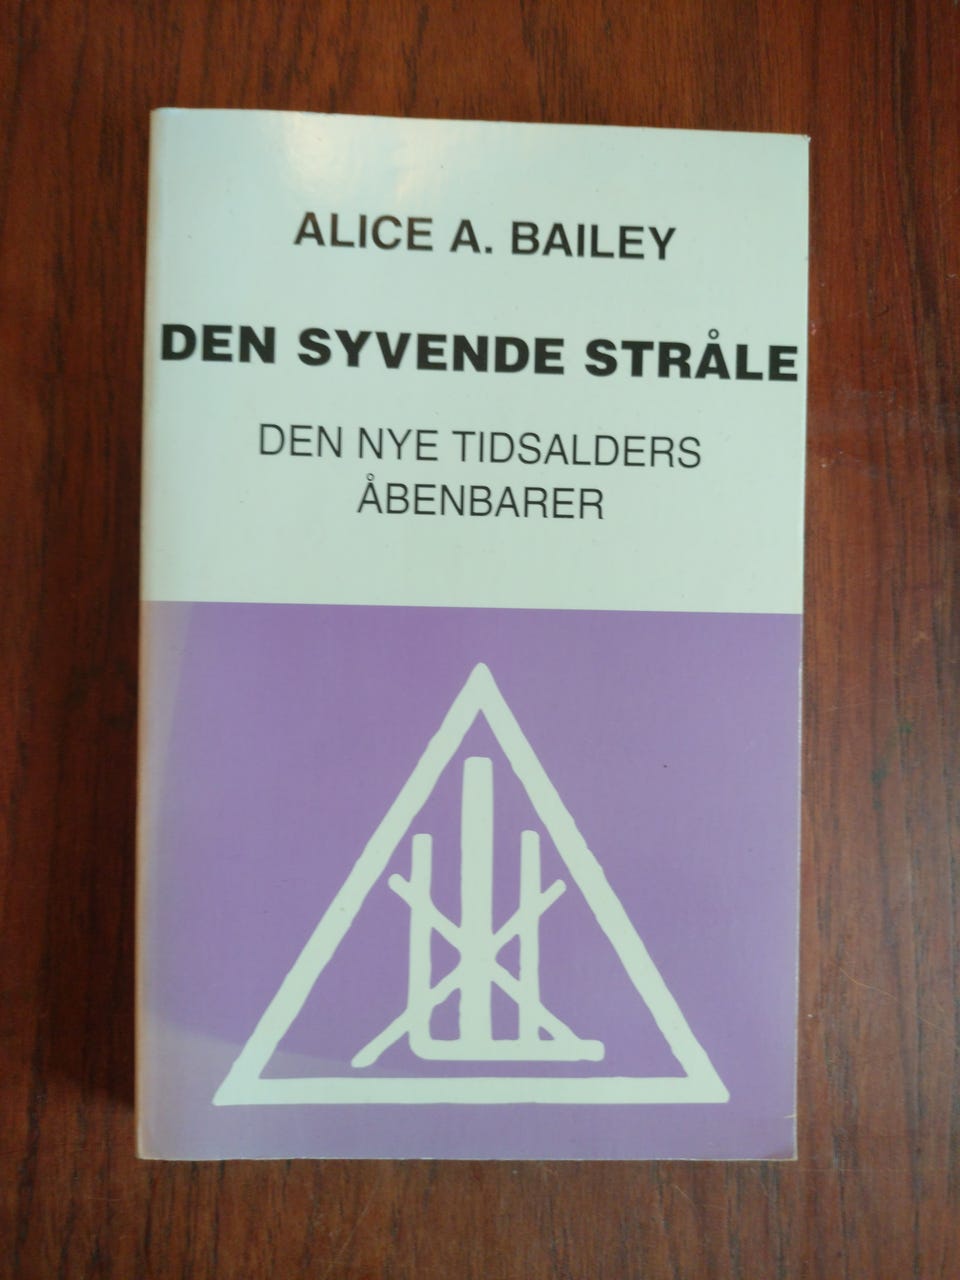 ALICE A. BAILEY
DEN SYVENDE STRÅLE
DEN NYE TIDSALDERS
ÅBENBARER